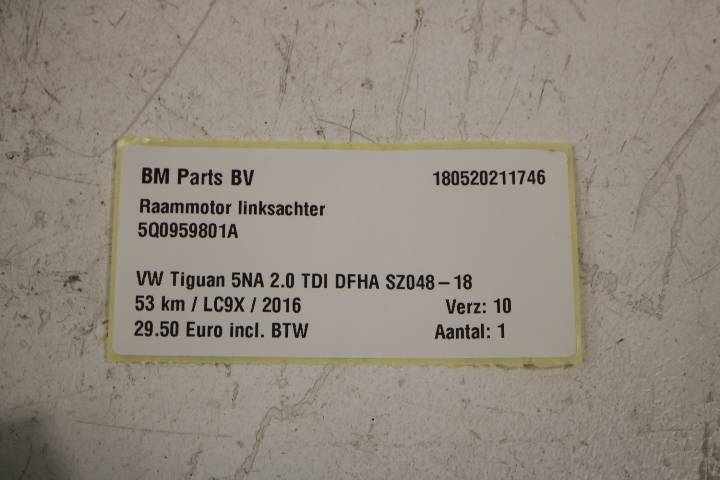 BM Parts BV 180520211746
Raammotor linksachter
5Q0959801A
VW Tiguan 5NA 2.0 TDI DFHA SZ048-18
53 km / LC9X / 2016 Verz: 10
29.50 Euro incl. BTW Aantal: 1